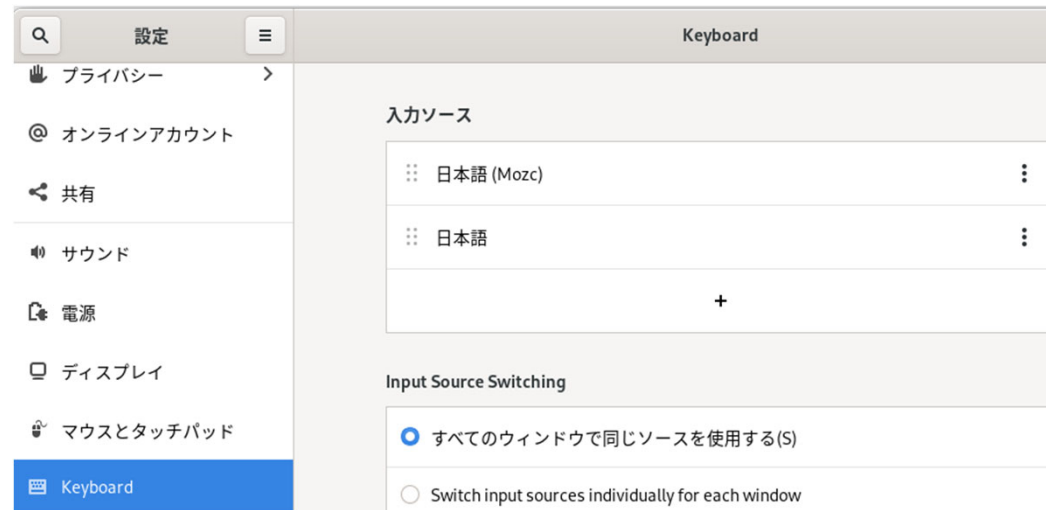 設定
Keyboard
プライバシー
オンラインアカウント
共有
サウンド
電源
ディスプレイ
マウスとタッチパッド
Keyboard
入力ソース
日本語 (Mozc)
日本語
+
Input Source Switching
すべてのウィンドウで同じソースを使用する(S)
Switch input sources individually for each window